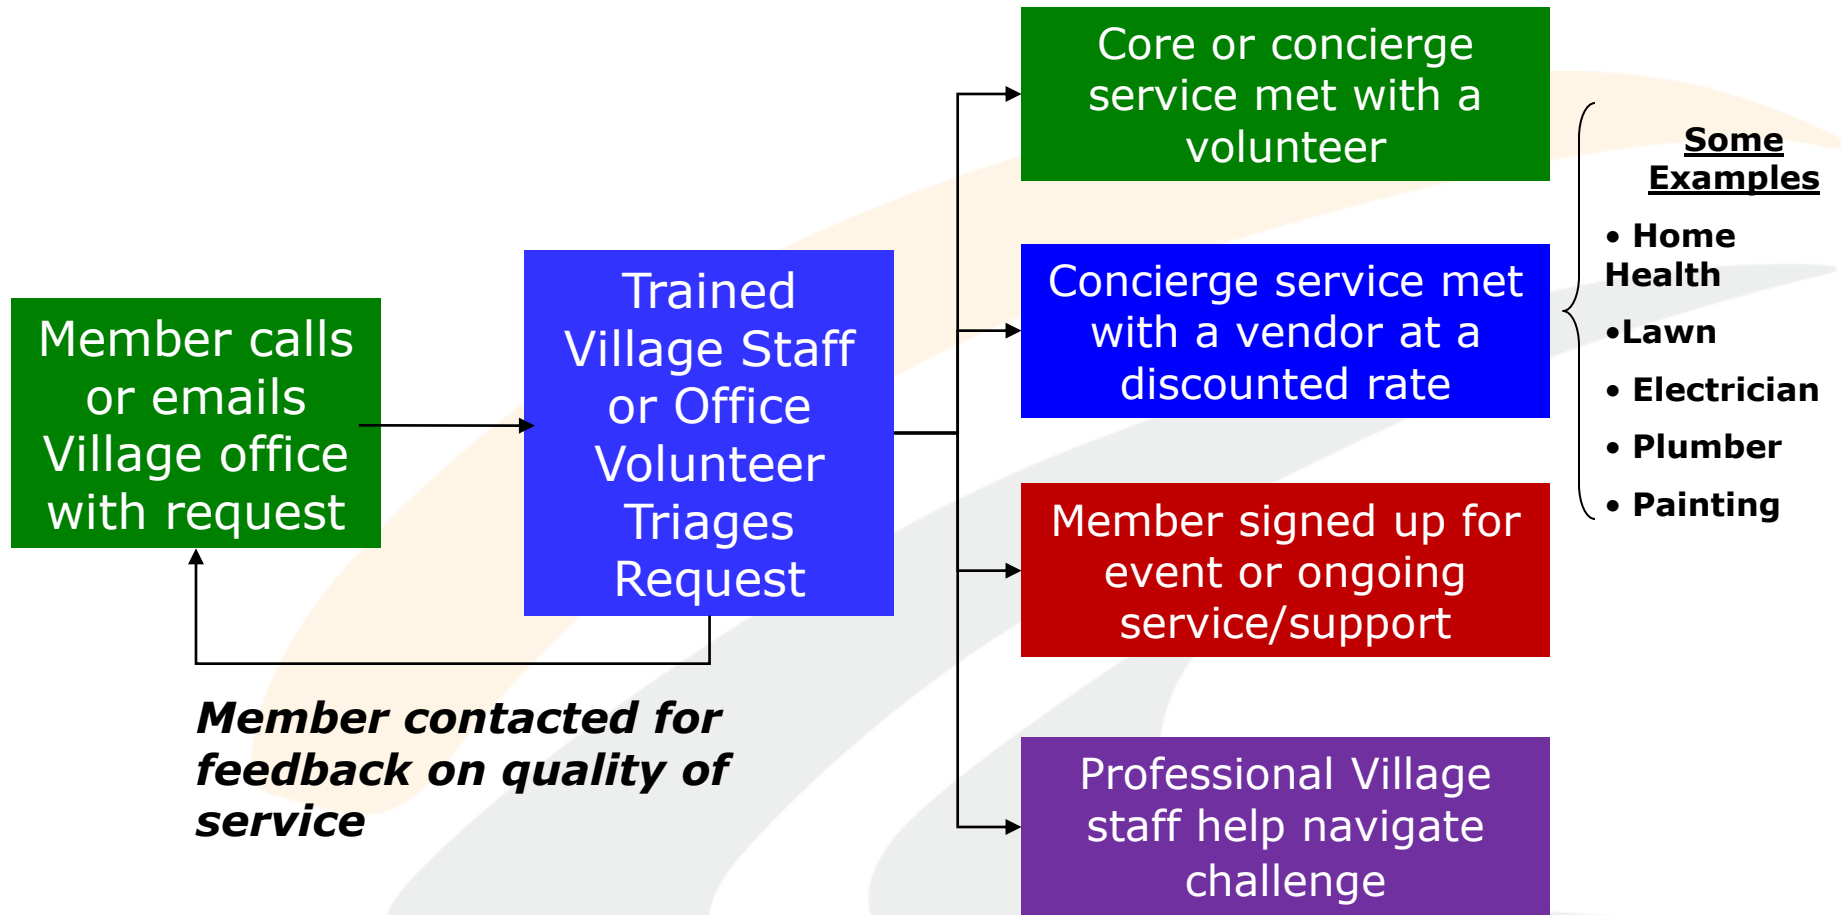 Member calls
or emails
Village office
with request
Trained
Village Staff
or Office
Volunteer
Triages
Request
Member contacted for
feedback on quality of
service
Core or concierge
service met with a
volunteer
Concierge service met
with a vendor at a
discounted rate
Member signed up for
event or ongoing
service/support
Professional Village
staff help navigate
challenge
Some
Examples
• Home
Health
•Lawn
• Electrician
• Plumber
• Painting